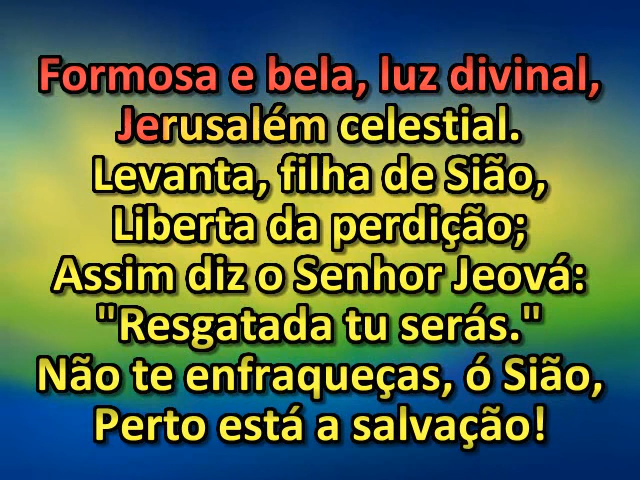 Formosa e bela, luz divinal,
Jerusalém celestial.
Levanta, filha de Sião,
Liberta da perdição;
Assim diz o Senhor Jeová:
"Resgatada tu serás."
Não te enfraqueças, ó Sião,
Perto está a salvação!